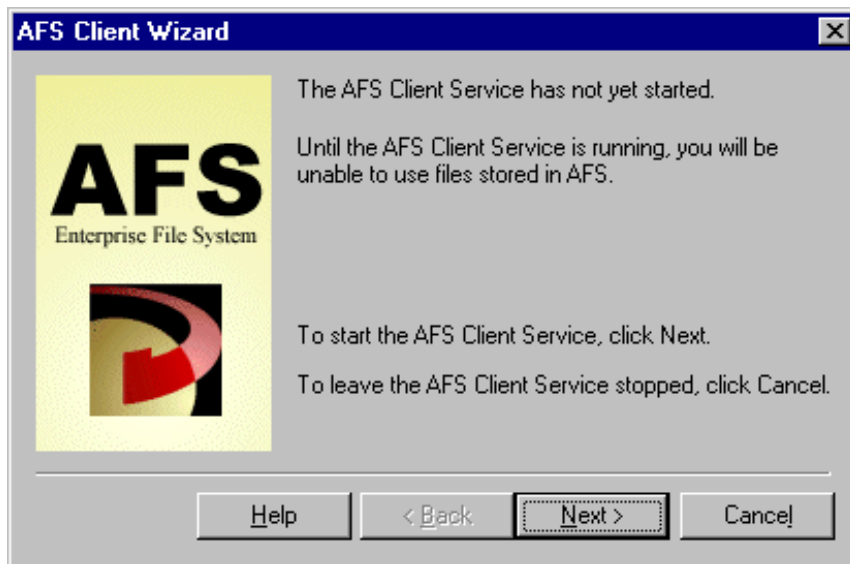 AFS Client Wizard
The AFS Client Service has not yet started.
Until the AFS Client Service is running, you will be
unable to use files stored in AFS.
AFS
Enterprise File System
To start the AFS Client Service, click Next.
To leave the AFS Client Service stopped, click Cancel.
Help
< Back
Next >
Cancel